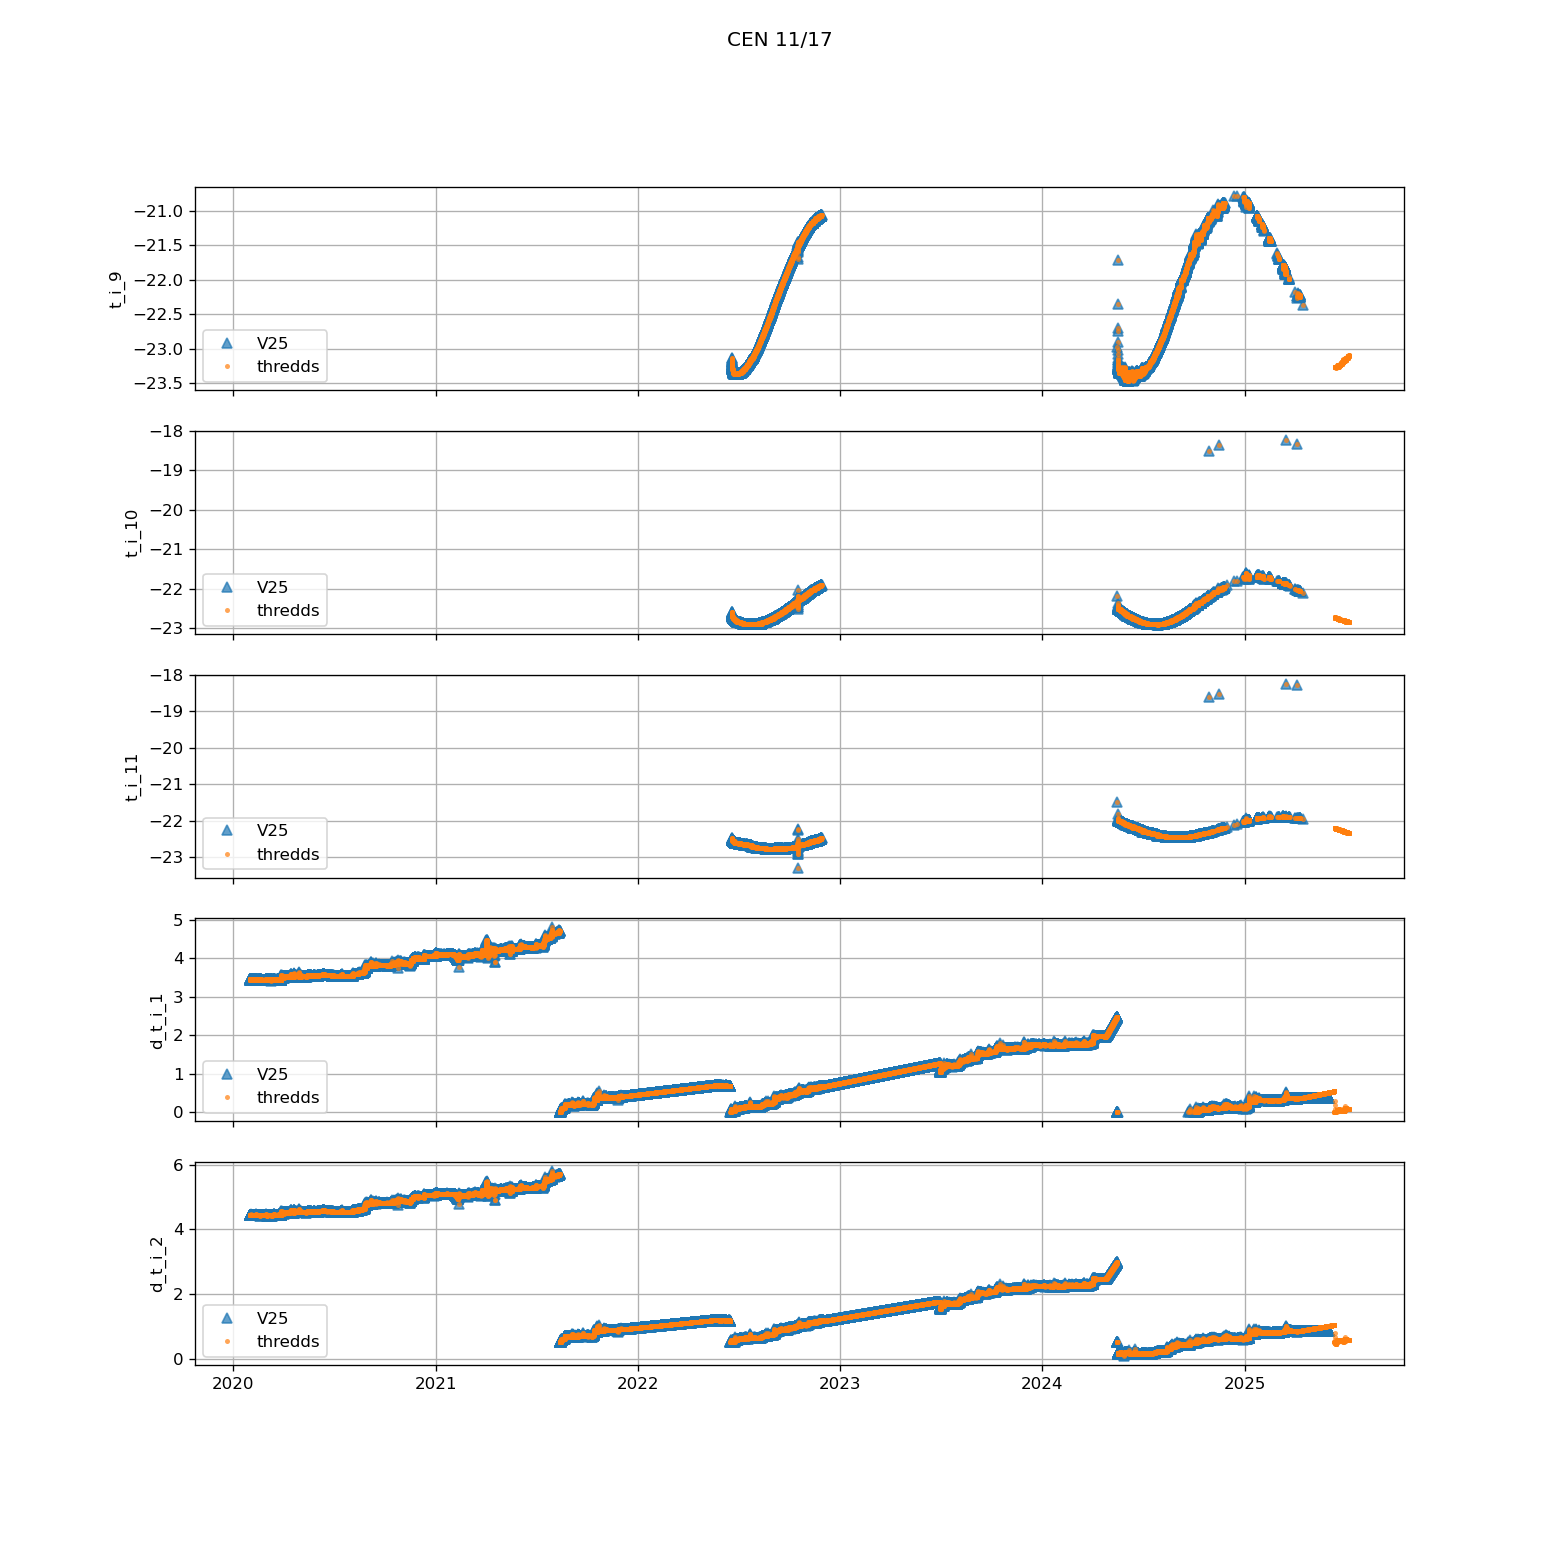 CEN 11/17
t_i_9
−21.0
−21.5
−22.0
−22.5
−23.0
−23.5
V25
thredds
t_i_10
−18
−19
−20
−21
−22
−23
V25
thredds
t_i_11
−18
−19
−20
−21
−22
−23
V25
thredds
d_t_i_1
5
4
3
2
1
0
V25
thredds
d_t_i_2
6
4
2
0
V25
thredds
2020 2021 2022 2023 2024 2025